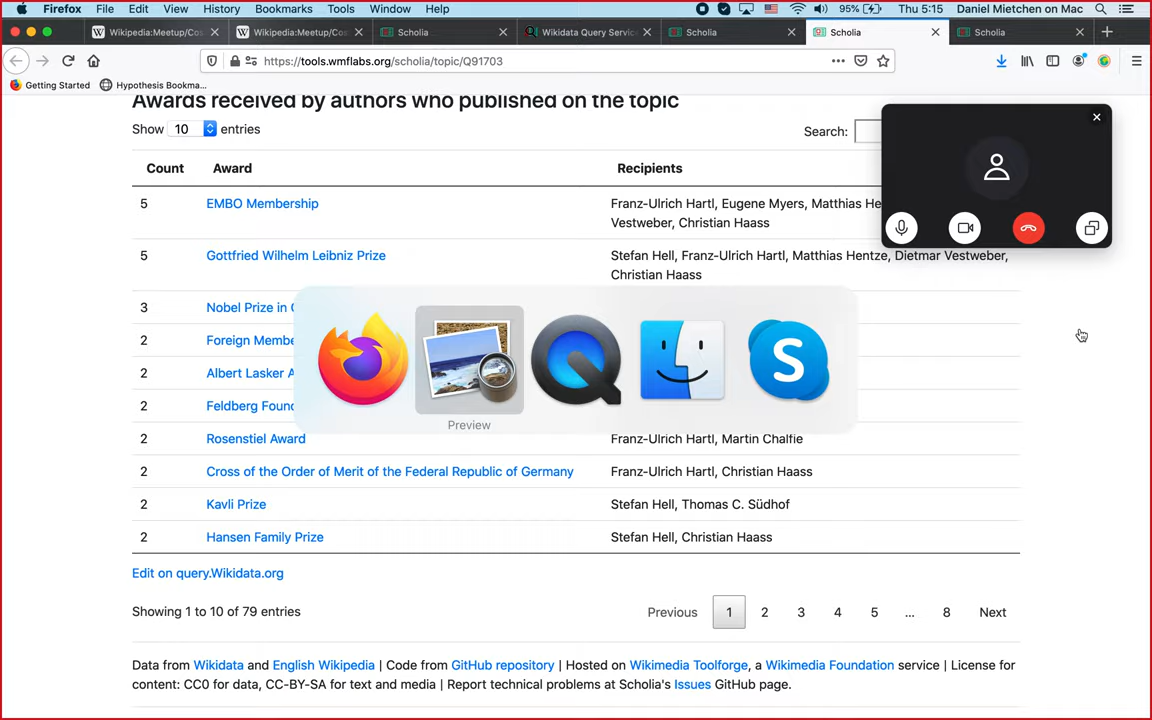 Firefox File Edit View History Bookmarks Tools Window Help 95% Thu 5:15 Daniel Mietchen on Mac
Wikipedia:Meetup/Cos Wikipedia:Meetup/Cos Scholia Wikidata Query Servic Scholia Scholia Scholia
https://tools.wmflabs.org/scholia/topic/Q91703
Getting Started Hypothesis Bookma...
Awards received by authors who published on the topic
Show 10 entries Search:
Count Award Recipients
5 EMBO Membership Franz-Ulrich Hartl, Eugene Myers, Matthias He
Vestweber, Christian Haass
5 Gottfried Wilhelm Leibniz Prize Stefan Hell, Franz-Ulrich Hartl, Matthias Hentze, Dietmar Vestweber,
Christian Haass
3 Nobel Prize in
2 Foreign Membe
2 Albert Lasker A
2 Feldberg Found
Preview
2 Rosenstiel Award Franz-Ulrich Hartl, Martin Chalfie
2 Cross of the Order of Merit of the Federal Republic of Germany Franz-Ulrich Hartl, Christian Haass
2 Kavli Prize Stefan Hell, Thomas C. Südhof
2 Hansen Family Prize Stefan Hell, Christian Haass
Edit on query.Wikidata.org
Showing 1 to 10 of 79 entries Previous 1 2 3 4 5 ... 8 Next
Data from Wikidata and English Wikipedia | Code from GitHub repository | Hosted on Wikimedia Toolforge, a Wikimedia Foundation service | License for
content: CC0 for data, CC-BY-SA for text and media | Report technical problems at Scholia's Issues GitHub page.